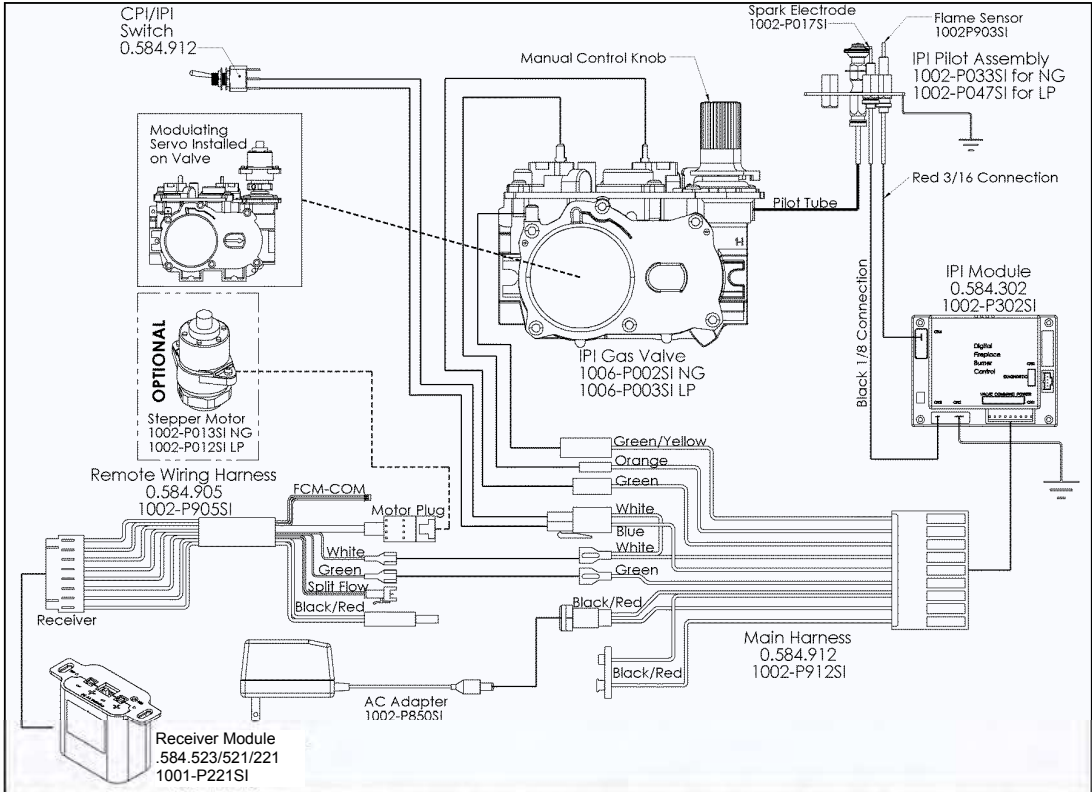 CPI/IPI
Switch
0.584.912
Spark Electrode
1002-P017SI
Flame Sensor
1002P903SI
Manual Control Knob
IPI Pilot Assembly
1002-P033SI for NG
1002-P047SI for LP
Modulating
Servo Installed
on Valve
Red 3/16 Connection
Pilot Tube
H
IPI Module
0.584.302
1002-P302SI
OPTIONAL
Stepper Motor
1002-P013SI NG
1002-P012SI LP
IPI Gas Valve
1006-P002SI NG
1006-P003SI LP
Black 1/8 Connection
Digital
Fireplace
Burner
Control
DIAGNOSTIC
Green/Yellow
Orange
Green
White
Blue
White
Green
Black/Red
Black/Red
Remote Wiring Harness
0.584.905
1002-P905SI
FCM-COM
Motor Plug
White
Green
Split Flow
Black/Red
Receiver
Main Harness
0.584.912
1002-P912SI
AC Adapter
1002-P850SI
Receiver Module
.584.523/521/221
1001-P221SI